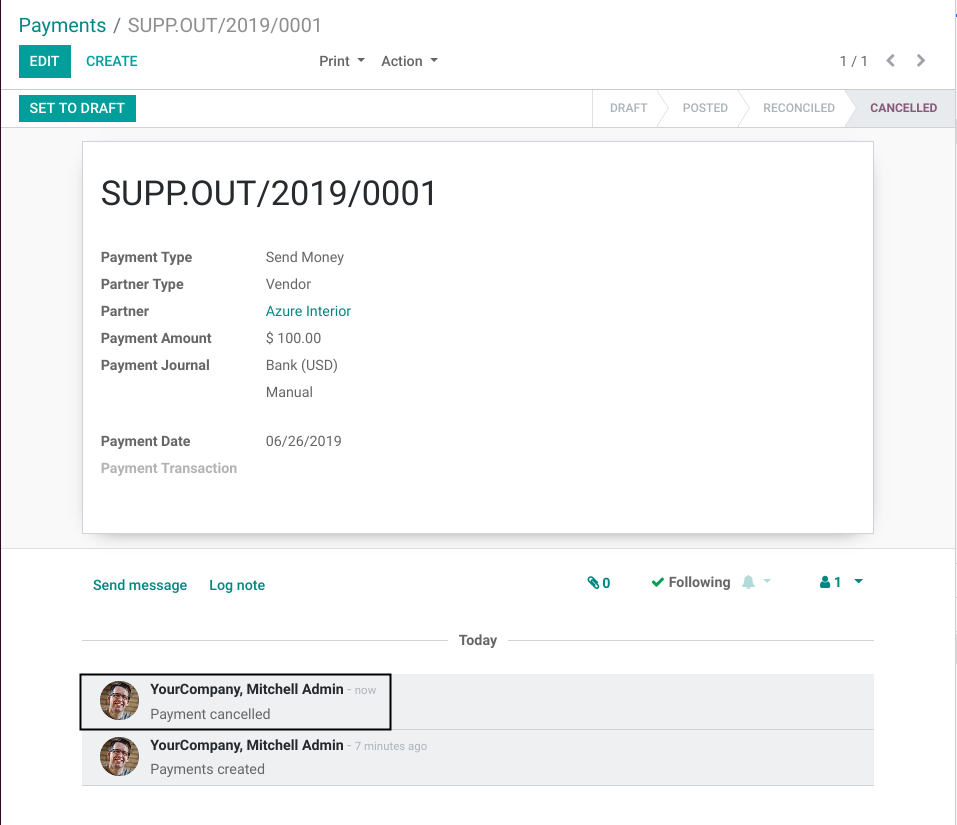 Payments / SUPP.OUT/2019/0001
EDIT CREATE Print Action 1 / 1
SET TO DRAFT DRAFT POSTED RECONCILED CANCELLED
SUPP.OUT/2019/0001
Payment Type Send Money
Partner Type Vendor
Partner Azure Interior
Payment Amount $ 100.00
Payment Journal Bank (USD)
Manual
Payment Date 06/26/2019
Payment Transaction
Send message Log note 0 Following 1
Today
YourCompany, Mitchell Admin - now
Payment cancelled
YourCompany, Mitchell Admin - 7 minutes ago
Payments created